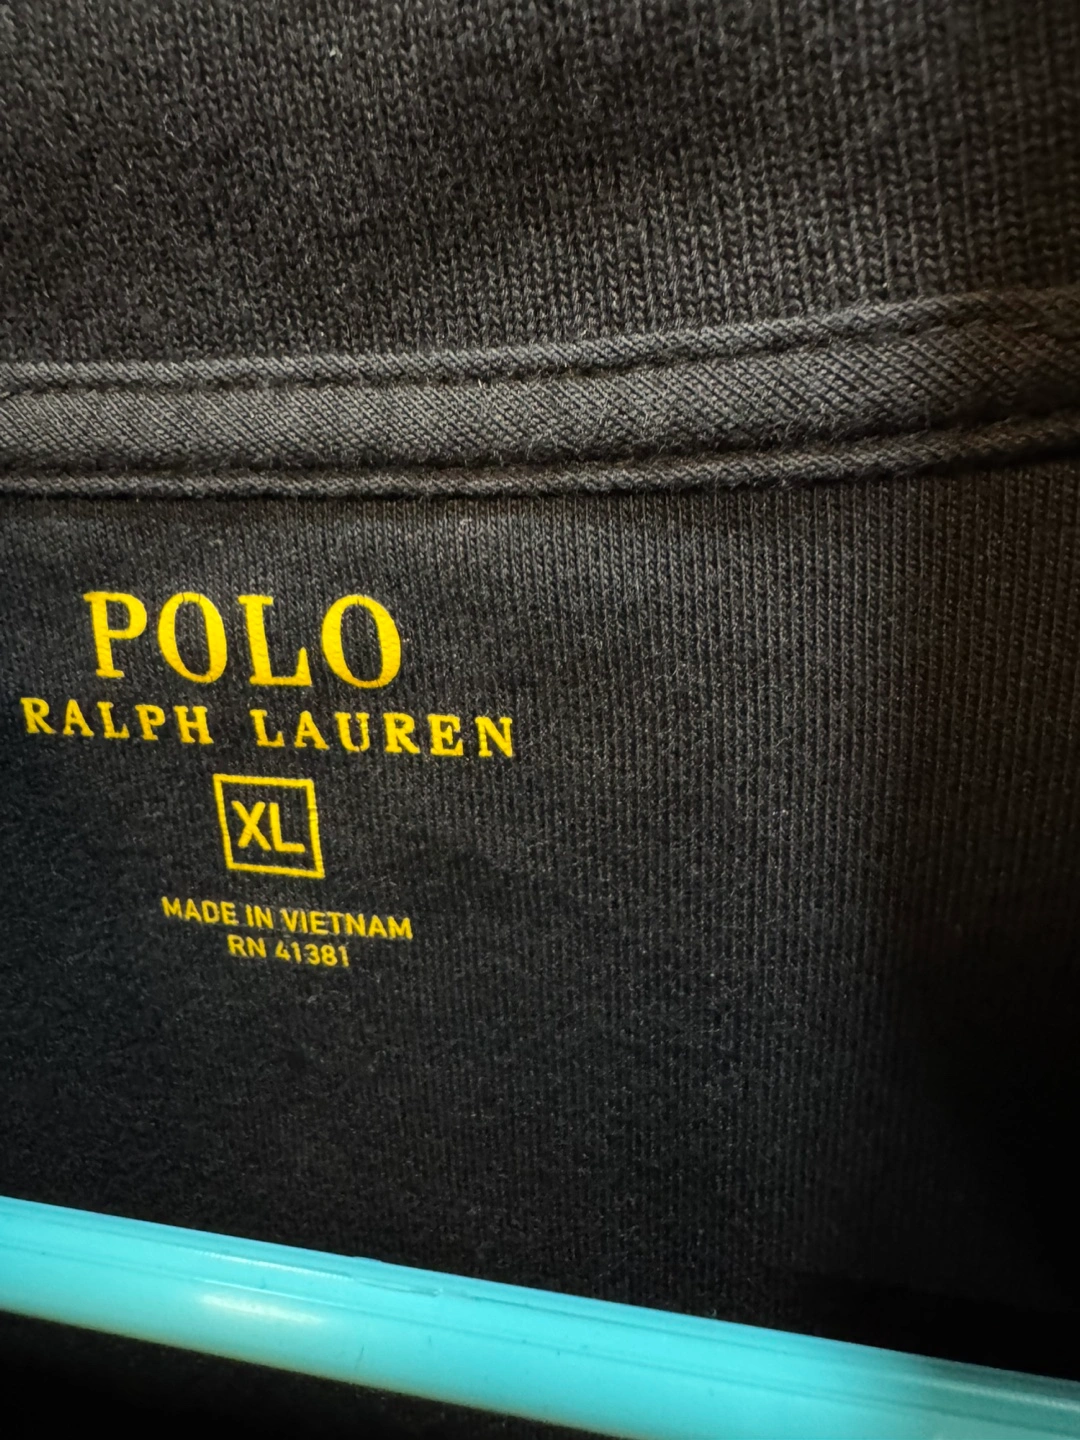 POLO
RALPH LAUREN
XL
MADE IN VIETNAM
RN 41381